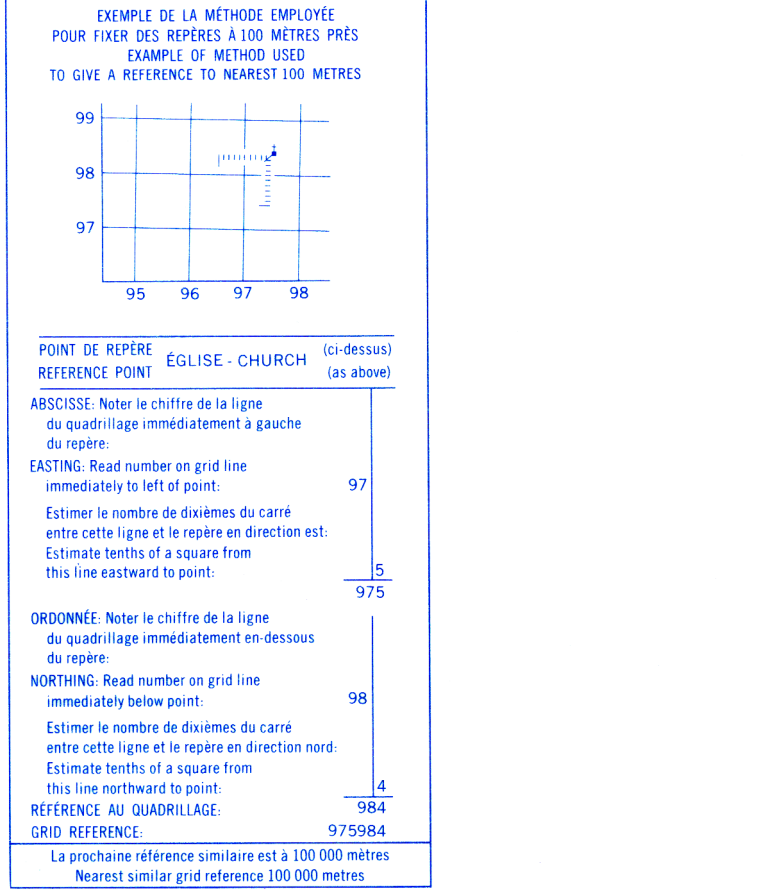 EXEMPLE DE LA MÉTHODE EMPLOYÉE
POUR FIXER DES REPÈRES À 100 MÈTRES PRÈS
EXAMPLE OF METHOD USED
TO GIVE A REFERENCE TO NEAREST 100 METRES
99
98
97
95 96 97 98
POINT DE REPÈRE ÉGLISE - CHURCH (ci-dessus)
REFERENCE POINT (as above)
ABSCISSE: Noter le chiffre de la ligne
du quadrillage immédiatement à gauche
du repère:
EASTING: Read number on grid line
immediately to left of point: 97
Estimer le nombre de dixièmes du carré
entre cette ligne et le repère en direction est:
Estimate tenths of a square from
this line eastward to point: 5
975
ORDONNÉE: Noter le chiffre de la ligne
du quadrillage immédiatement en-dessous
du repère:
NORTHING: Read number on grid line
immediately below point: 98
Estimer le nombre de dixièmes du carré
entre cette ligne et le repère en direction nord:
Estimate tenths of a square from
this line northward to point: 4
RÉFÉRENCE AU QUADRILLAGE: 984
GRID REFERENCE: 975984
La prochaine référence similaire est à 100 000 mètres
Nearest similar grid reference 100 000 metres